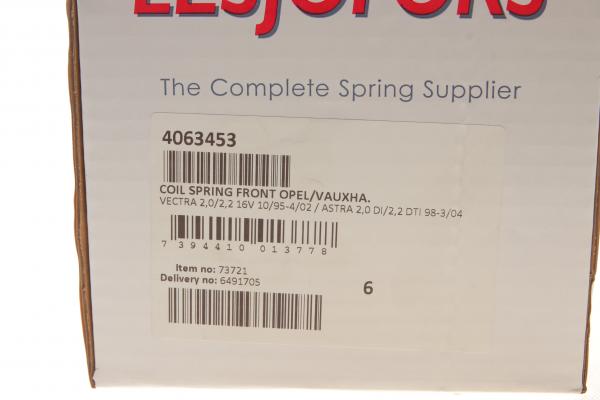 LESJÖFORS
The Complete Spring Supplier
4063453
COIL SPRING FRONT OPEL/VAUXHA.
VECTRA 2,0/2,2 16V 10/95-4/02 / ASTRA 2,0 DI/2,2 DTI 98-3/04
7 394410 013778
Item no: 73721
Delivery no: 6491705
6